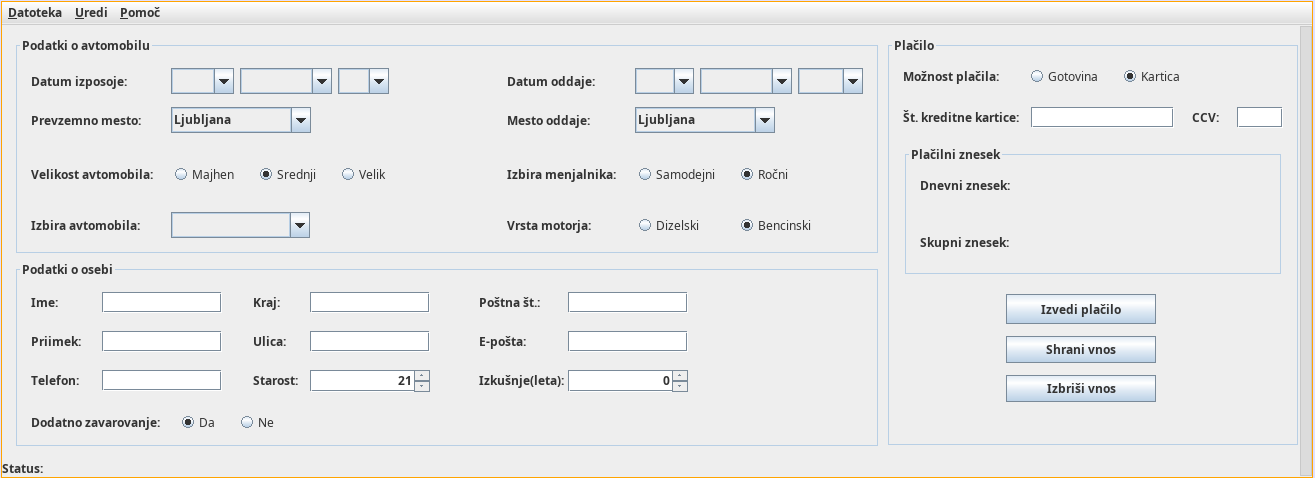 Datoteka Uredi Pomoč
Podatki o avtomobilu
Datum izposoje:
Datum oddaje:
Prevzemno mesto: Ljubljana
Mesto oddaje: Ljubljana
Velikost avtomobila: Majhen Srednji Velik
Izbira menjalnika: Samodejni Ročni
Izbira avtomobila:
Vrsta motorja: Dizelski Bencinski
Podatki o osebi
Ime: Kraj: Poštna št.:
Priimek: Ulica: E-pošta:
Telefon: Starost: 21 Izkušnje(leta): 0
Dodatno zavarovanje: Da Ne
Plačilo
Možnost plačila: Gotovina Kartica
Št. kreditne kartice: CCV:
Plačilni znesek
Dnevni znesek:
Skupni znesek:
Izvedi plačilo
Shrani vnos
Izbriši vnos
Status: